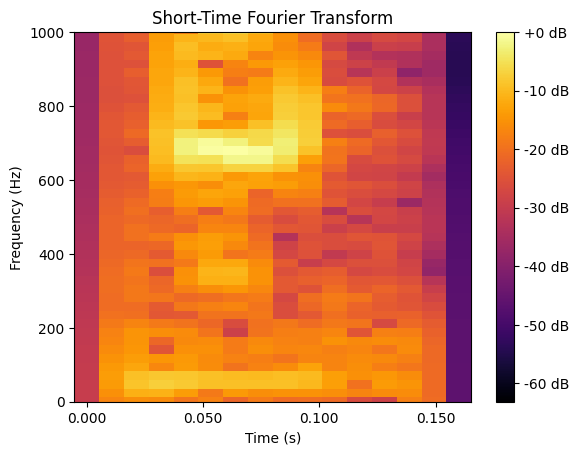 Short-Time Fourier Transform
Frequency (Hz)
1000
800
600
400
200
0
0.000
0.050
0.100
0.150
Time (s)
+0 dB
-10 dB
-20 dB
-30 dB
-40 dB
-50 dB
-60 dB